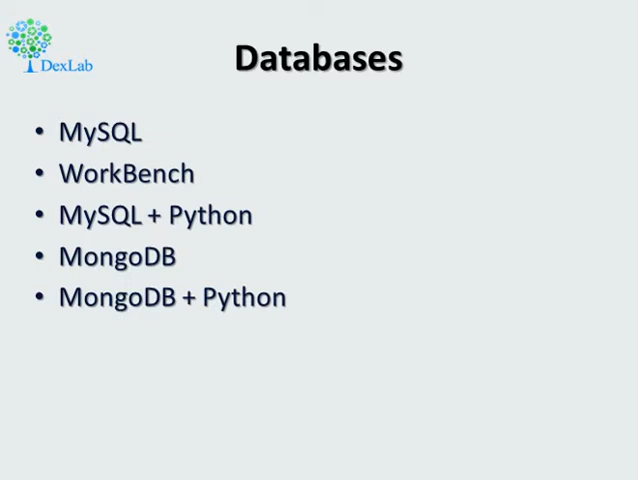 DexLab
Databases
• MySQL
• WorkBench
• MySQL + Python
• MongoDB
• MongoDB + Python